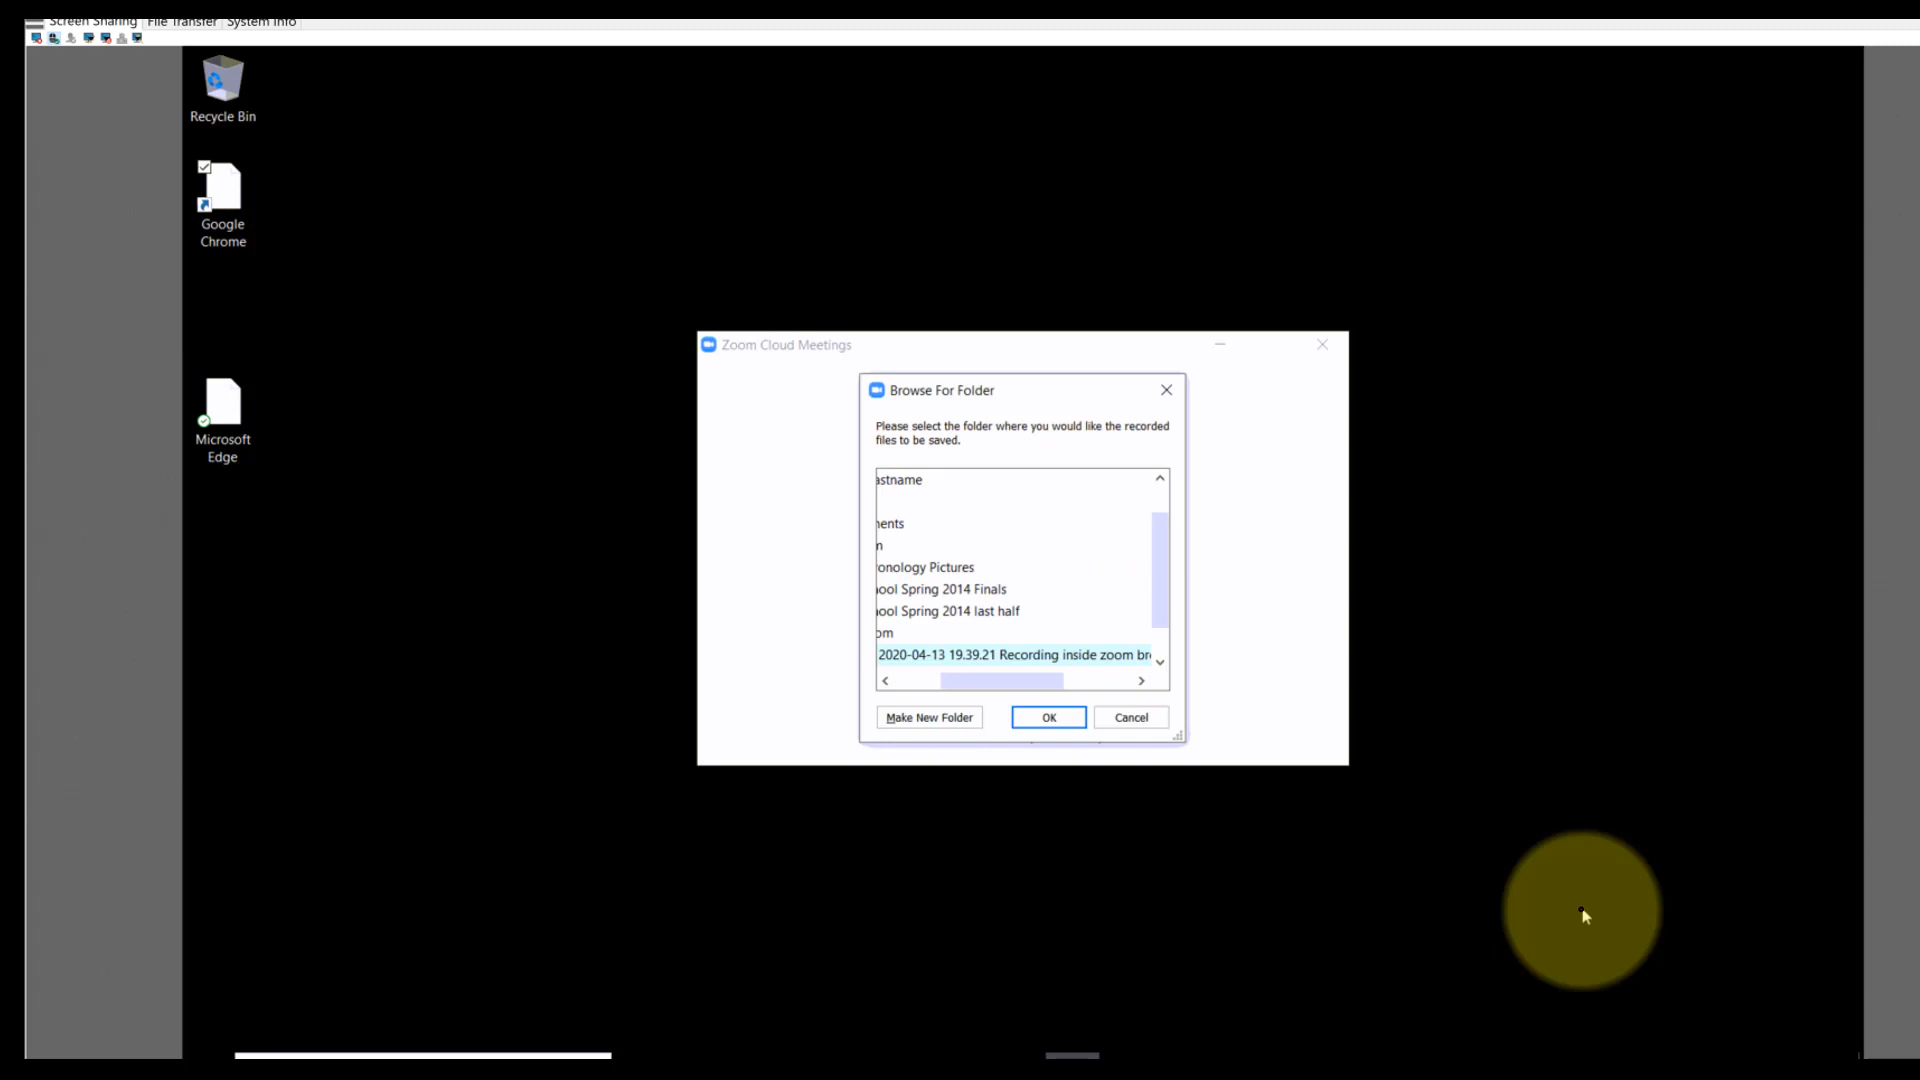 Screen Sharing File Transfer System Info
Recycle Bin
Google
Chrome
Microsoft
Edge
Zoom Cloud Meetings
Browse For Folder
Please select the folder where you would like the recorded
files to be saved.
astname
ents
m
onology Pictures
ool Spring 2014 Finals
ool Spring 2014 last half
om
2020-04-13 19.39.21 Recording inside zoom br
Make New Folder
OK
Cancel